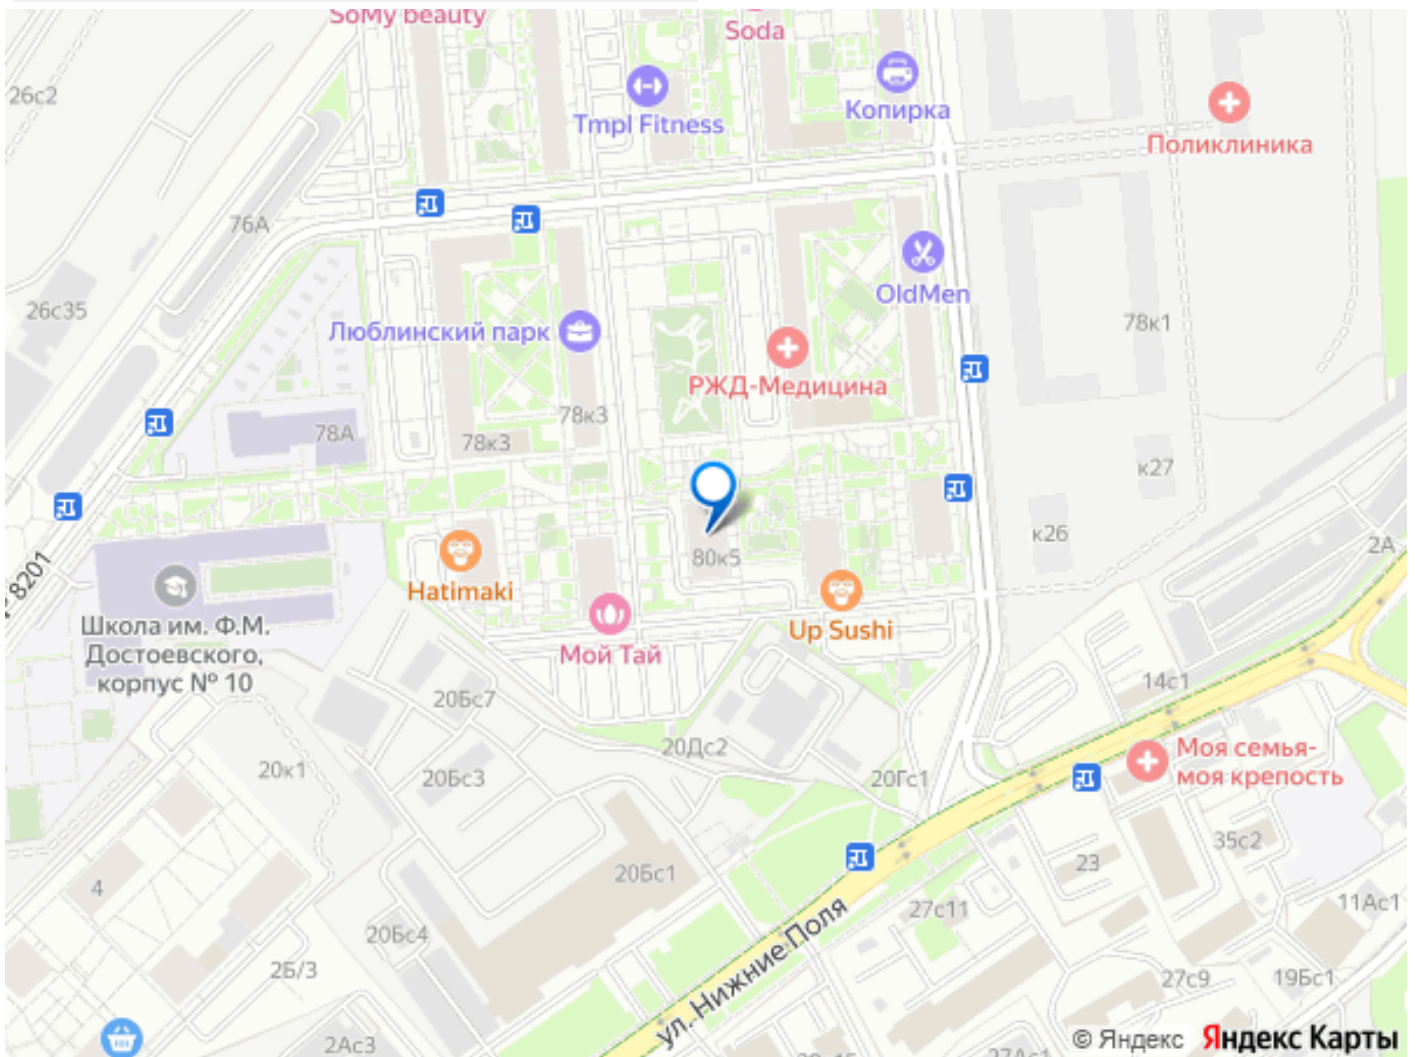 SoMy beauty
Soda
26с2
Tmpl Fitness
Копирка
Поликлиника
76А
OldMen
26с35
78к1
Люблинский парк
РЖД-Медицина
78к3
78А
78к3
к27
8201
к26
80к5
2А
Hatimaki
Up Sushi
Школа им. Ф.М.
Достоевского,
корпус № 10
Мой Тай
14с1
20Бс7
20Дс2
Моя семья-
моя крепость
20к1
20Бс3
20Гс1
35с2
23
20Бс1
4
27с11
11Ас1
20Бс4
ул. Нижние Поля
2Б/3
27с9
19Бс1
2Ас3
© Яндекс Яндекс Карты